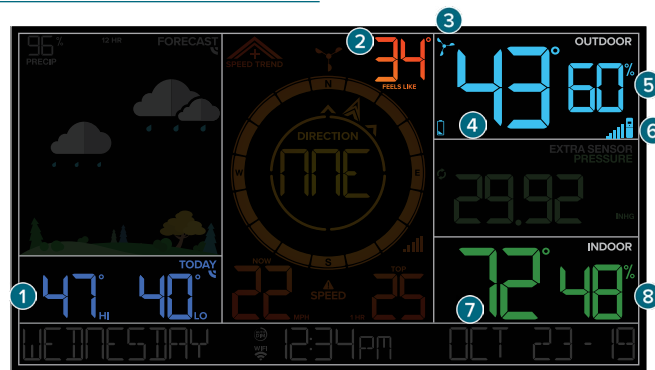 3
2
96 % PRECIP
12 HR
FORECAST
SPEED TREND
34°
FEELS LIKE
OUTDOOR
43°
60%
5
4
6
N
W
E
S
DIRECTION
NNE
EXTRA SENSOR
PRESSURE
29.92
INHG
1
TODAY
47° HI
40° LO
NOW
22 MPH
SPEED
TOP
25
1 HR
INDOOR
72°
48%
7
8
WEDNESDAY
WIFI
12:34 PM
OCT 23 - 19